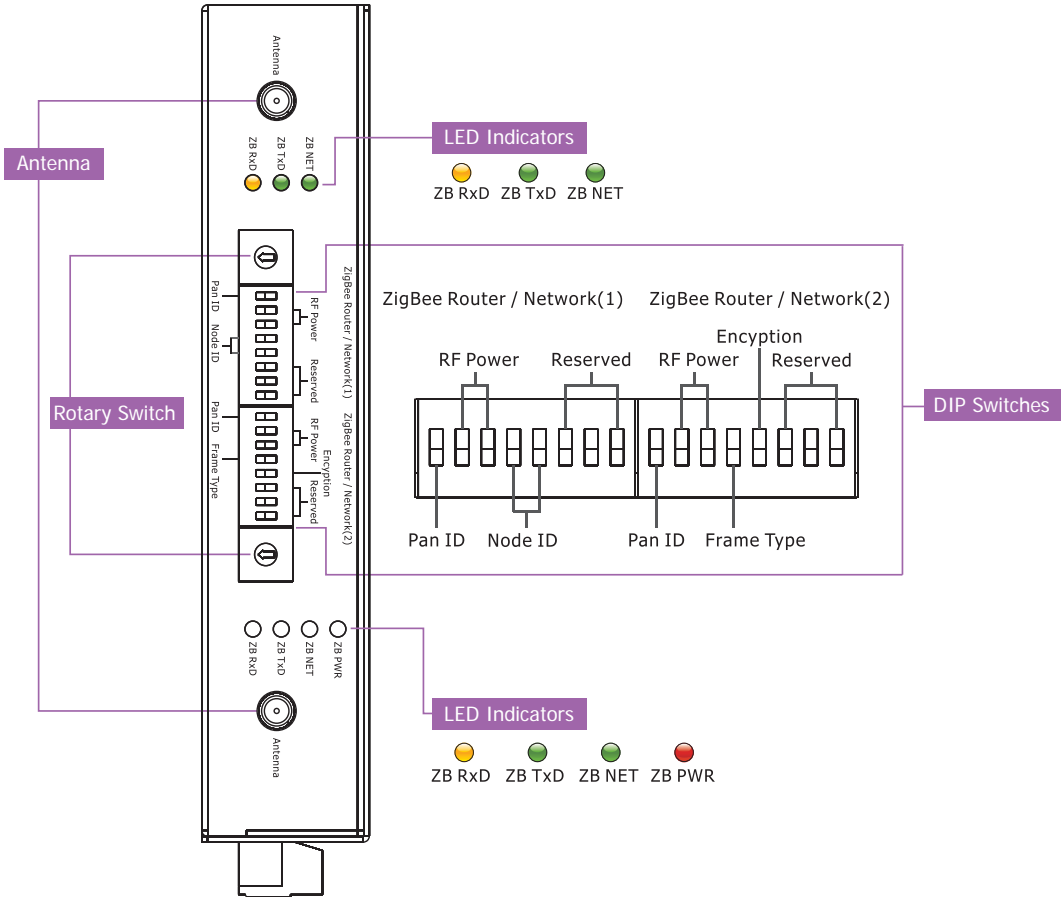 Antenna
ZB RxD
ZB TxD
ZB NET
LED Indicators
ZB RxD ZB TxD ZB NET
Antenna
Rotary Switch
Pan ID
Node ID
RF Power
Reserved
ZigBee Router / Network(1)
Pan ID
Frame Type
RF Power
Encyption
Reserved
ZigBee Router / Network(2)
ZigBee Router / Network(1) ZigBee Router / Network(2)
Encyption
RF Power Reserved RF Power Reserved
DIP Switches
Pan ID Node ID Pan ID Frame Type
ZB RxD
ZB TxD
ZB NET
ZB PWR
Antenna
LED Indicators
ZB RxD ZB TxD ZB NET ZB PWR